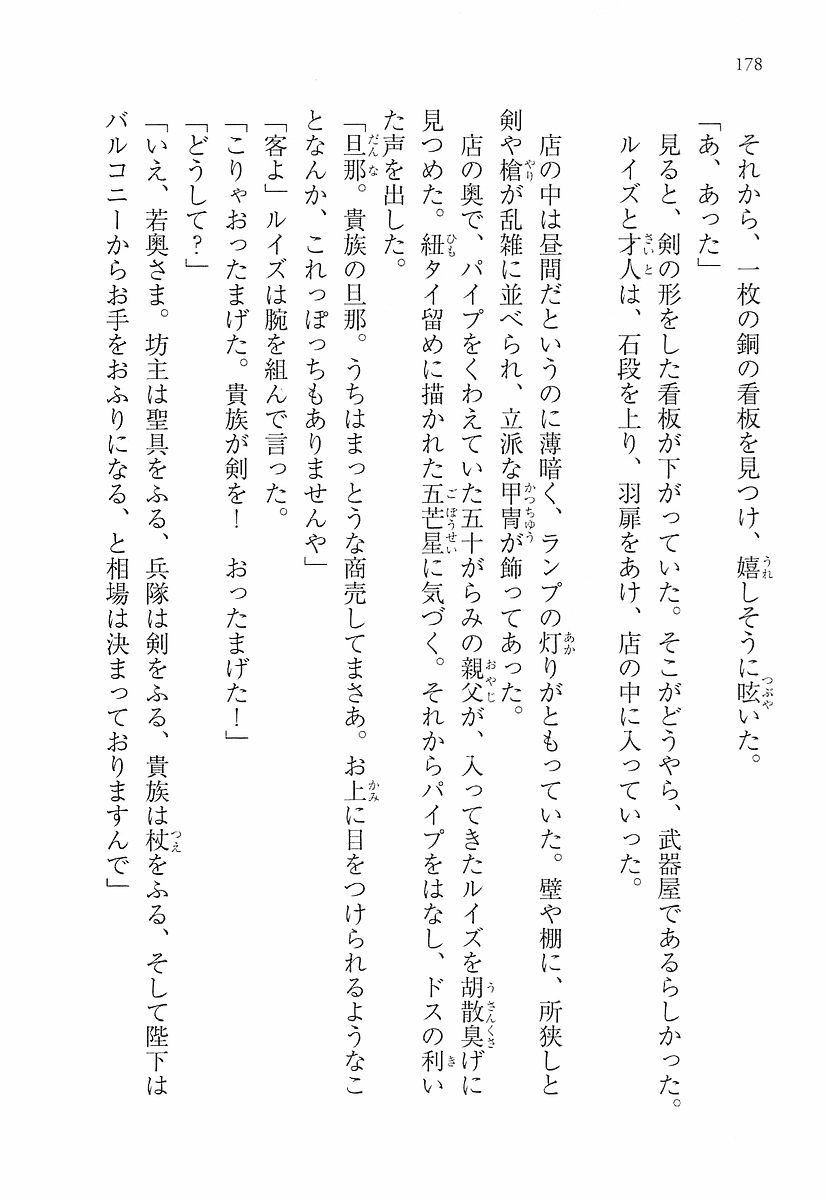 178
それから、一枚の銅の看板を見つけ、嬉しそうに呟いた。
「あ、あった」
見ると、剣の形をした看板が下がっていた。そこがどうやら、武器屋であるらしかった。
ルイズと才人は、石段を上り、羽扉をあけ、店の中に入っていった。
店の中は昼間だというのに薄暗く、ランプの灯りがともっていた。壁や棚に、所狭しと
剣や槍が乱雑に並べられ、立派な甲冑が飾ってあった。
店の奥で、パイプをくわえていた五十がらみの親父が、入ってきたルイズを胡散臭げに
見つめた。紐タイ留めに描かれた五芒星に気づく。それからパイプをはなし、ドスの利い
た声を出した。
「旦那。貴族の旦那。うちはまっとうな商売してまさあ。お上に目をつけられるようなこ
となんか、これっぽっちもありませんや」
「客よ」ルイズは腕を組んで言った。
「こりゃおったまげた。貴族が剣を！　おったまげた！」
「どうして？」
「いえ、若奥さま。坊主は聖具をふる、兵隊は剣をふる、貴族は杖をふる、そして陛下は
バルコニーからお手をおふりになる、と相場は決まっておりますんで」